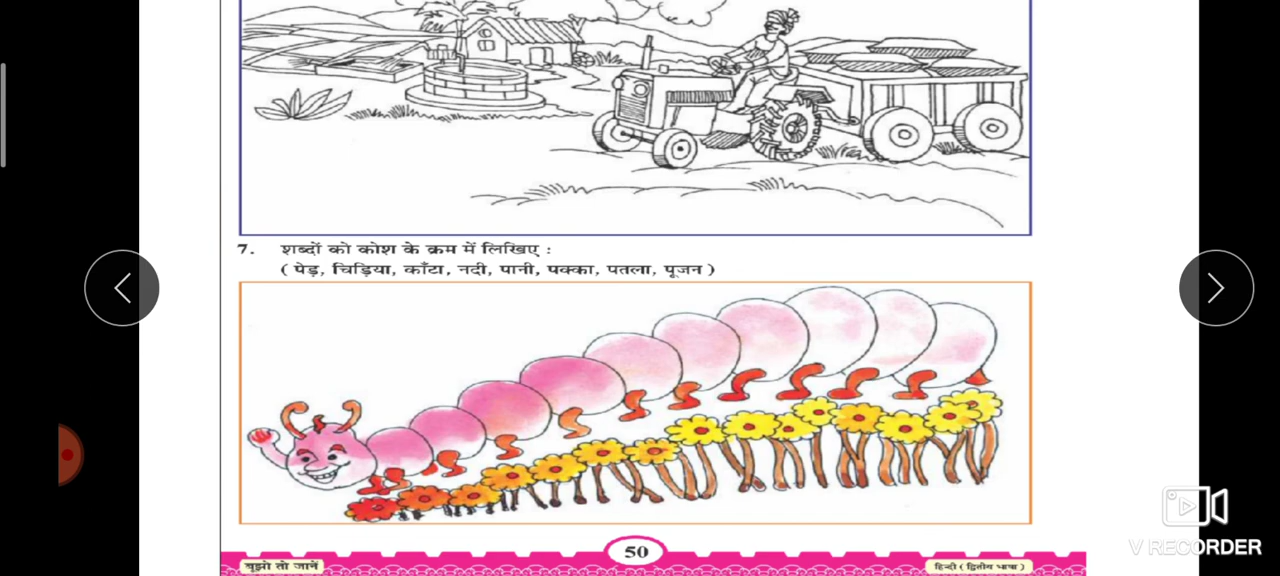 7. शब्दों को कोश के क्रम में लिखिए :
( पेड़, चिड़िया, काँटा, नदी, पानी, पक्का, पतला, पूजन )
50
बूझो तो जानें
हिन्दी ( द्वितीय भाषा )
V RECORDER